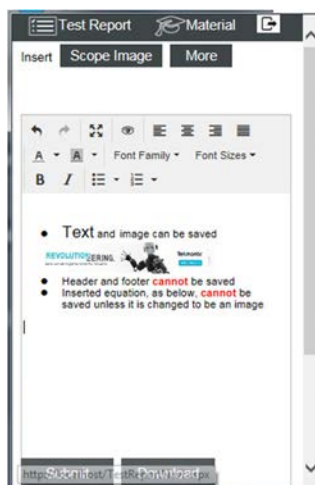 Test Report Material
Insert Scope Image More
A A Font Family Font Sizes
B I
Text and image can be saved
REVOLUTIONEERING Tektronix
Header and footer cannot be saved
Inserted equation, as below, cannot be
saved unless it is changed to be an image
Submit Download